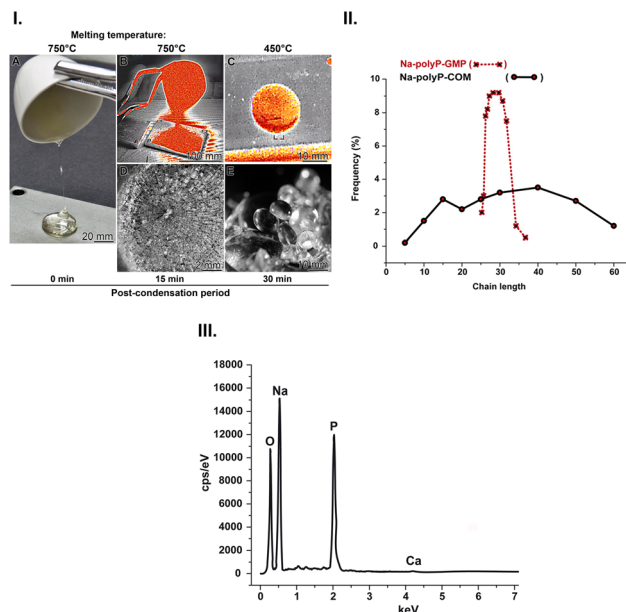 I.
Melting temperature:
750°C 750°C 450°C
A B C
100 mm 10 mm
D E
20 mm 2 mm 10 mm
0 min 15 min 30 min
Post-condensation period
II.
Na-polyP-GMP ( )
Na-polyP-COM ( )
10
8
6
4
2
0
Frequency (%)
0 10 20 30 40 50 60
Chain length
III.
18000
16000
14000
12000
10000
8000
6000
4000
2000
0
cps/eV
Na
O
P
Ca
0 1 2 3 4 5 6 7
keV